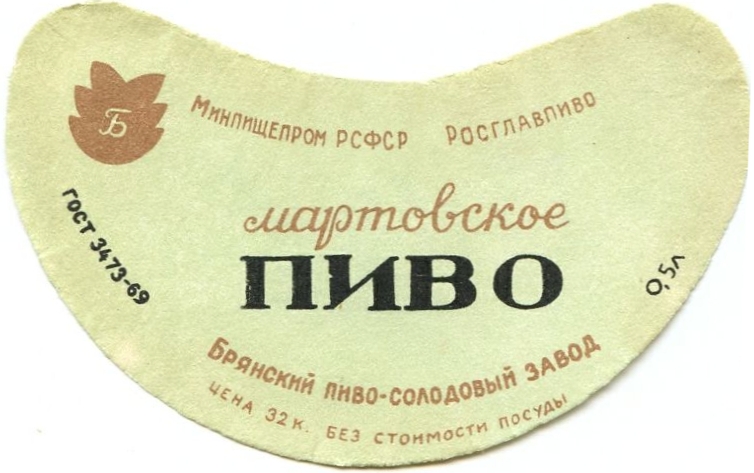 Б
Минпищепром РСФСР Росглавпиво
ГОСТ 3473-69
мартовское
ПИВО
0,5л
Брянский пиво-солодовый завод
цена 32 к. без стоимости посуды